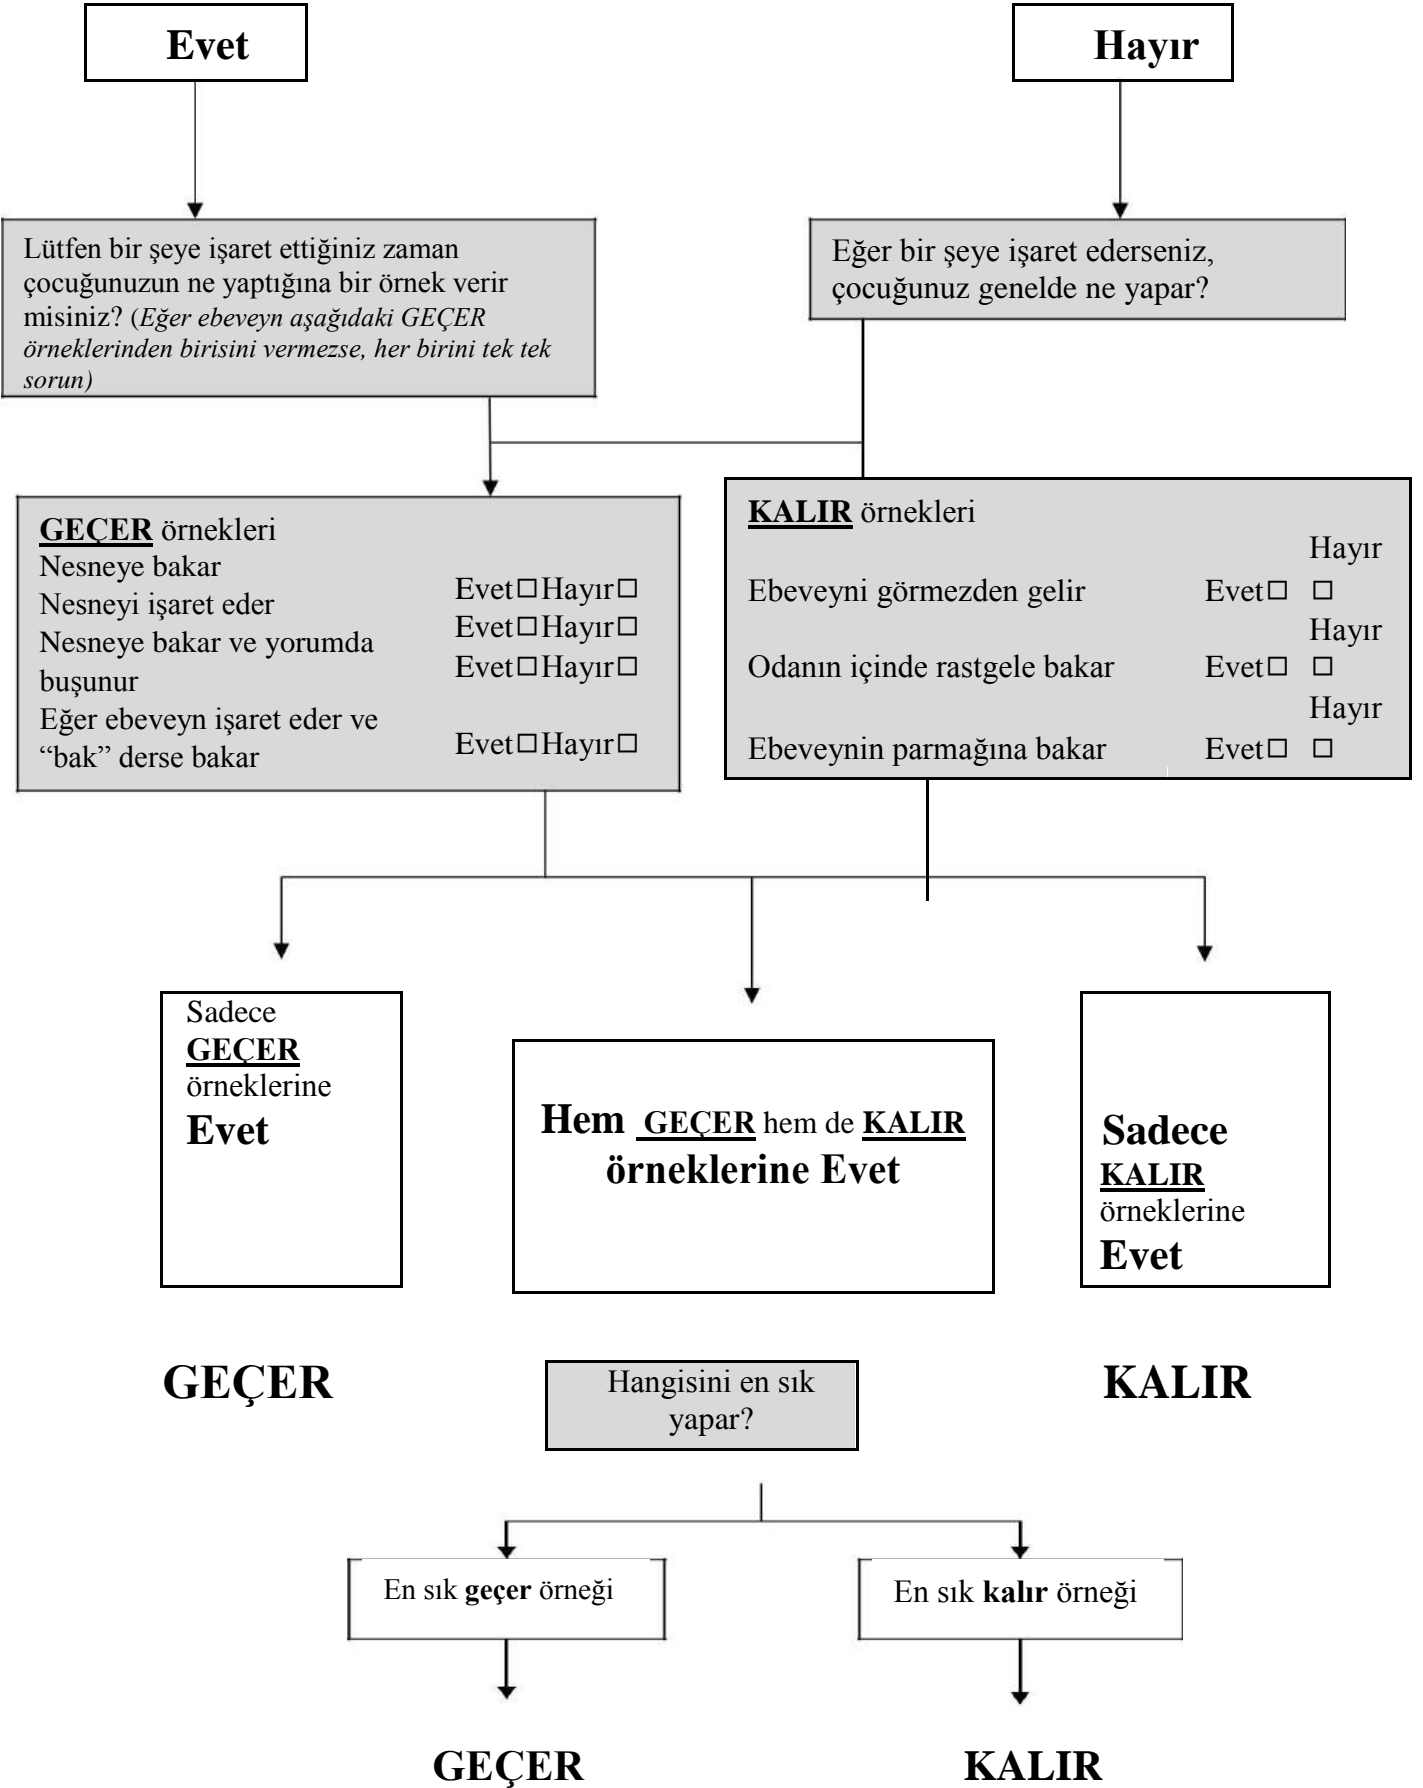 Evet
Hayır
Lütfen bir şeye işaret ettiğiniz zaman
çocuğunuzun ne yaptığına bir örnek verir
misiniz? (Eğer ebeveyn aşağıdaki GEÇER
örneklerinden birisini vermezse, her birini tek tek
sorun)
Eğer bir şeye işaret ederseniz,
çocuğunuz genelde ne yapar?
GEÇER örnekleri
Nesneye bakar
Evet☐Hayır☐
Nesneyi işaret eder
Evet☐Hayır☐
Nesneye bakar ve yorumda
buşunur
Evet☐Hayır☐
Eğer ebeveyn işaret eder ve
“bak” derse bakar
Evet☐Hayır☐
KALIR örnekleri
Hayır
Ebeveyni görmezden gelir Evet☐ ☐
Hayır
Odanın içinde rastgele bakar Evet☐ ☐
Hayır
Ebeveynin parmağına bakar Evet☐ ☐
Sadece
GEÇER
örneklerine
Evet
Hem GEÇER hem de KALIR
örneklerine Evet
Sadece
KALIR
örneklerine
Evet
GEÇER
Hangisini en sık
yapar?
KALIR
En sık geçer örneği
En sık kalır örneği
GEÇER
KALIR